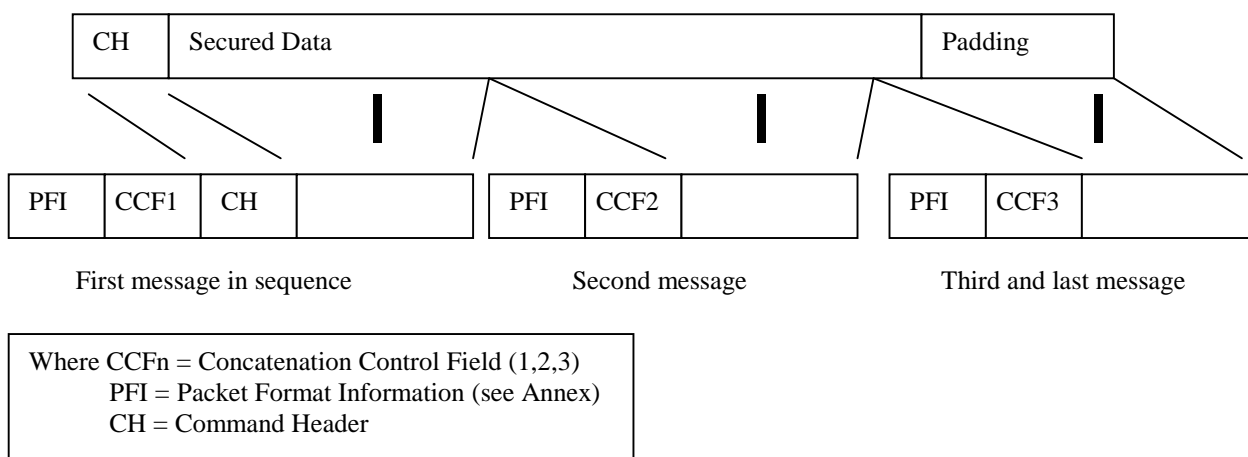 CH Secured Data Padding
PFI CCF1 CH PFI CCF2 PFI CCF3
First message in sequence Second message Third and last message
Where CCFn = Concatenation Control Field (1,2,3)
PFI = Packet Format Information (see Annex)
CH = Command Header